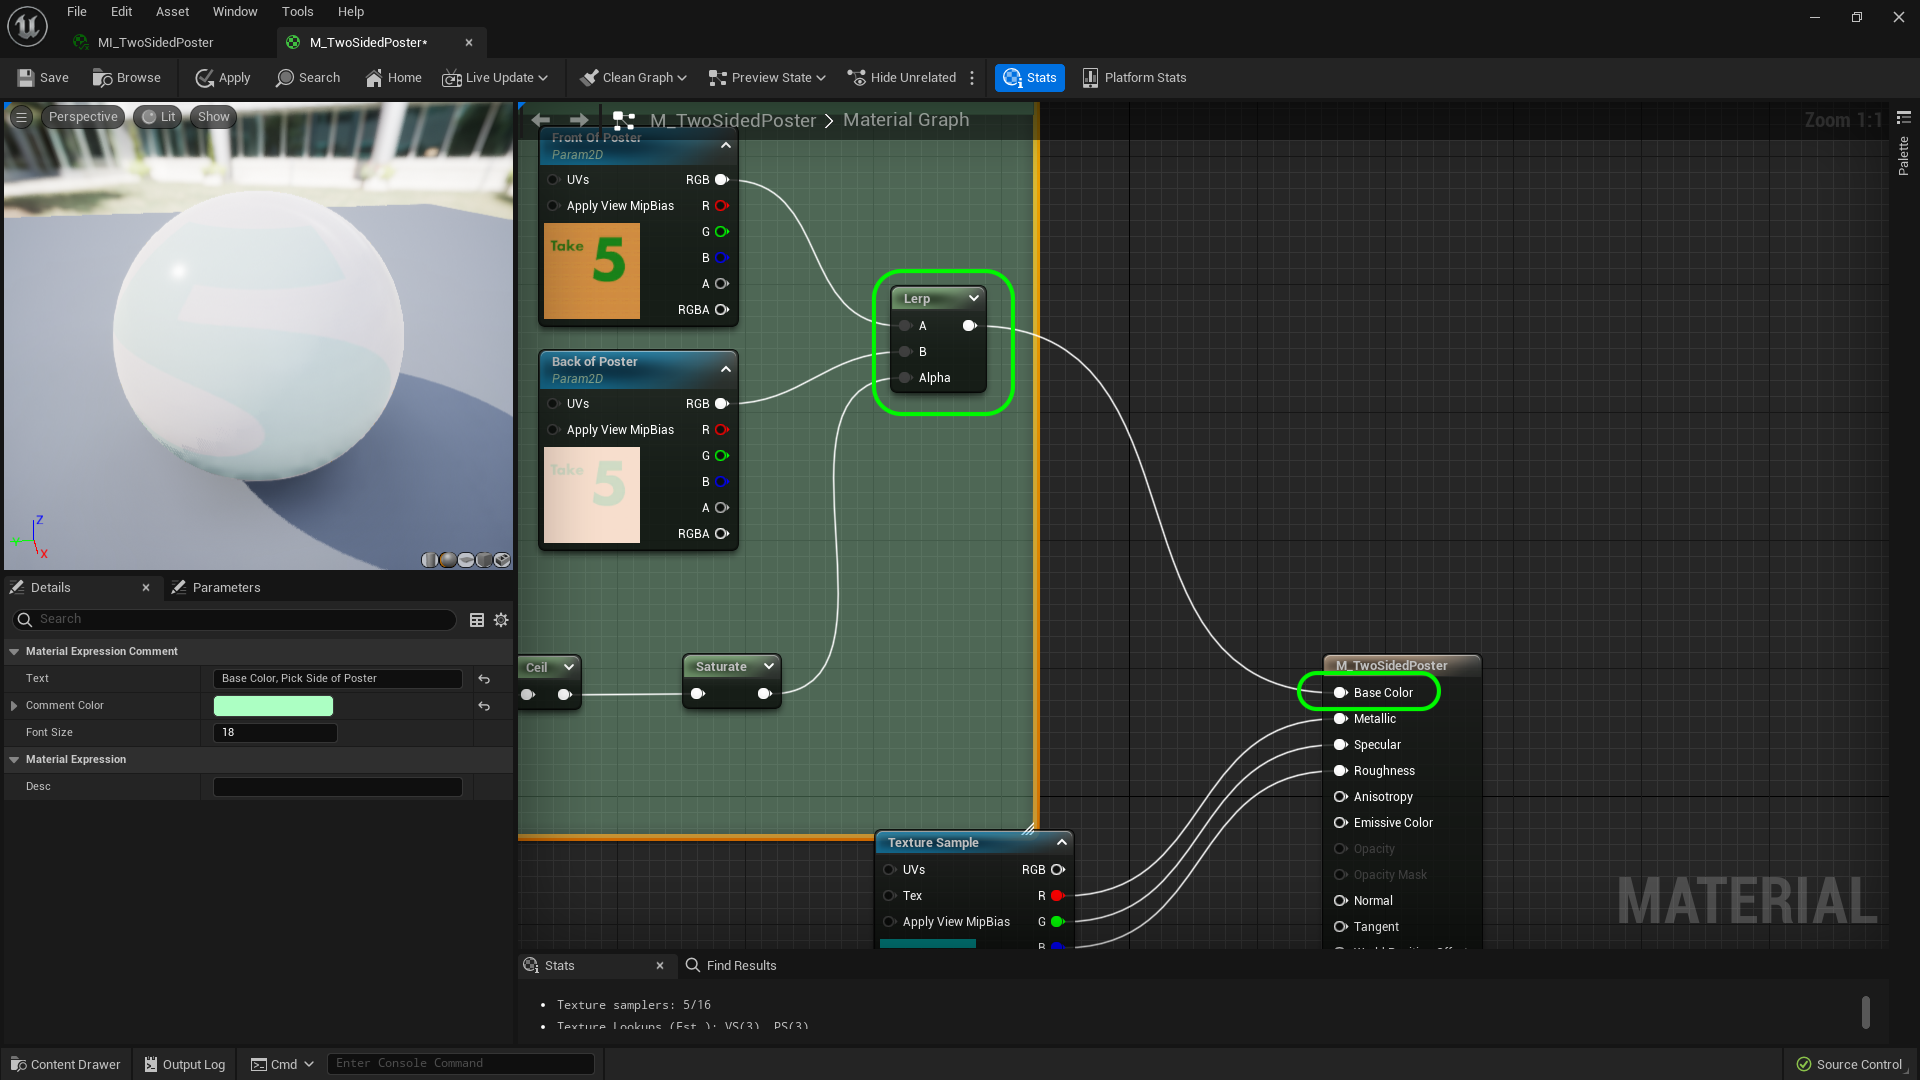 File Edit Asset Window Tools Help
MI_TwoSidedPoster
M_TwoSidedPoster*
Save Browse Apply Search Home Live Update Clean Graph Preview State Hide Unrelated Stats Platform Stats
Perspective Lit Show
M_TwoSidedPoster > Material Graph
Zoom 1:1
Palette
Front Of Poster
Param2D
UVs RGB
Apply View MipBias R
G
B
A
RGBA
Take 5
Lerp
A
B
Alpha
Back of Poster
Param2D
UVs RGB
Apply View MipBias R
G
B
A
RGBA
Take 5
Ceil
Saturate
M_TwoSidedPoster
Base Color
Metallic
Specular
Roughness
Anisotropy
Emissive Color
Opacity
Opacity Mask
Normal
Tangent
Texture Sample
UVs RGB
Tex R
Apply View MipBias G
B
MATERIAL
Z
X
Details
Parameters
Search
Material Expression Comment
Text Base Color, Pick Side of Poster
Comment Color
Font Size 18
Material Expression
Desc
Stats
Find Results
• Texture samplers: 5/16
• Texture Lookups (Est.): VS(3), PS(3)
Content Drawer Output Log Cmd Enter Console Command
Source Control